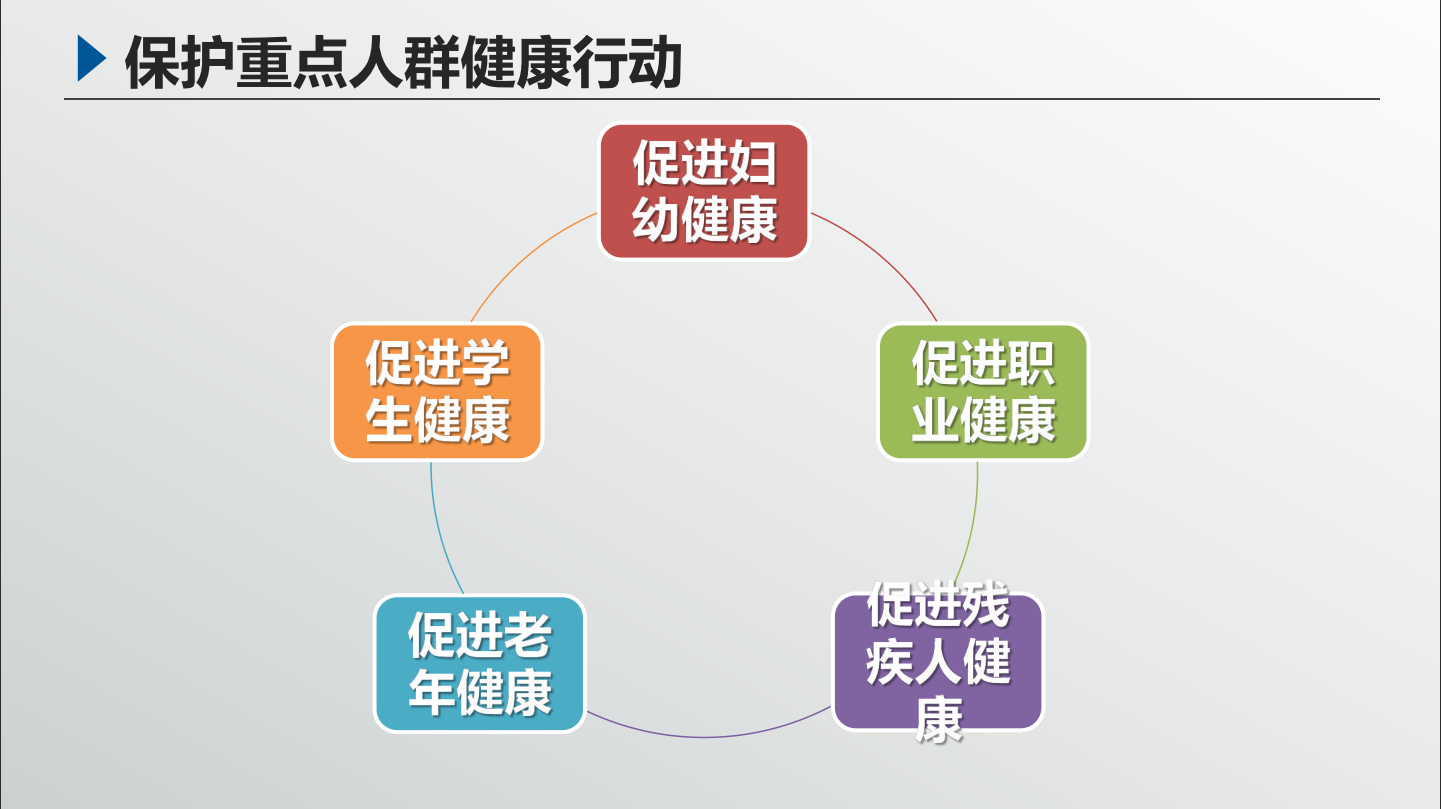 保护重点人群健康行动
促进妇
幼健康
促进学
生健康
促进职
业健康
促进老
年健康
促进残
疾人健
康